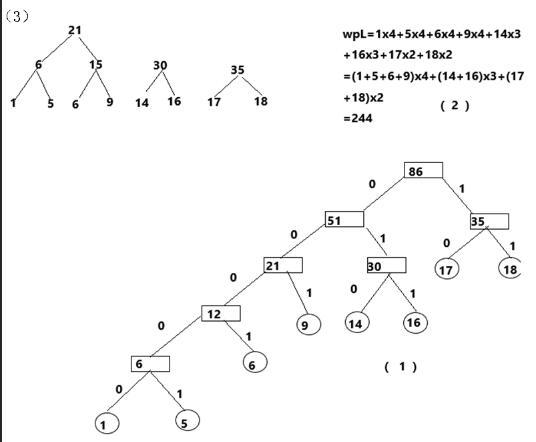 （3）
21
6 15 30 35
1 5 6 9 14 16 17 18
wpL=1x4+5x4+6x4+9x4+14x3
+16x3+17x2+18x2
=(1+5+6+9)x4+(14+16)x3+(17
+18)x2
=244
（ 2 ）
86
0 1
51 35
0 1 0 1
21 30 17 18
0 1 0 1
12 9 14 16
0 1
6 6
0 1
1 5
（ 1 ）